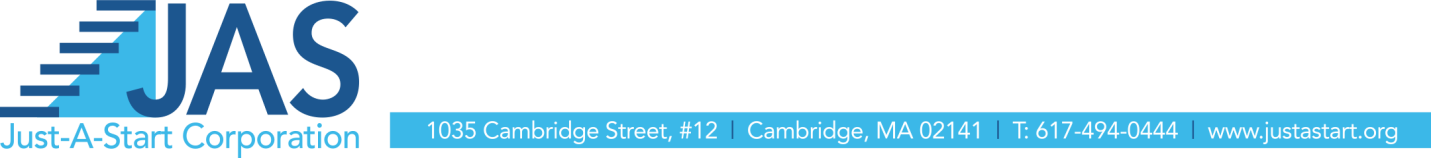 JAS
Just-A-Start Corporation
1035 Cambridge Street, #12 | Cambridge, MA 02141 | T: 617-494-0444 | www.justastart.org